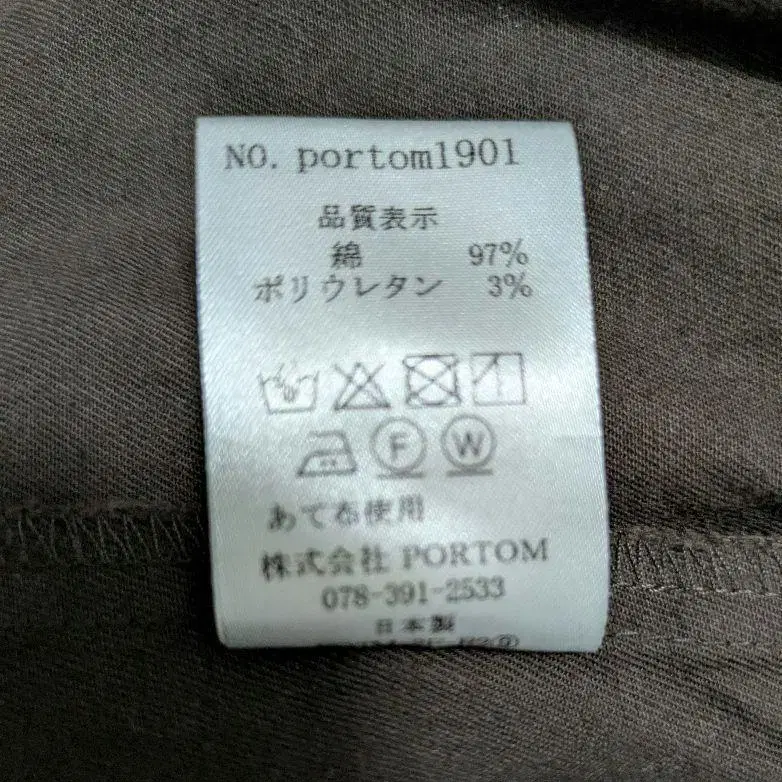 NO. portom1901
品質表示
綿 97%
ポリウレタン 3%
F W
あて布使用
株式会社 PORTOM
078-391-2533
日本製